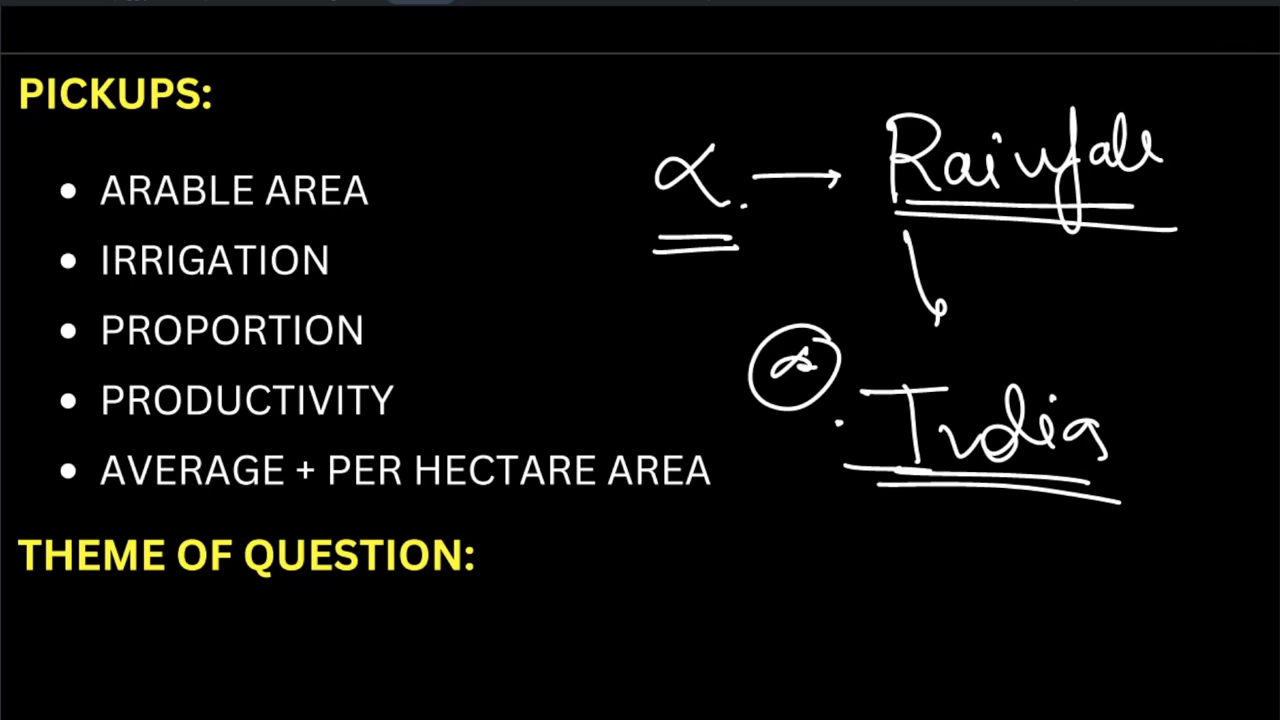 PICKUPS:
• ARABLE AREA
• IRRIGATION
• PROPORTION
• PRODUCTIVITY
• AVERAGE + PER HECTARE AREA
THEME OF QUESTION:
α. → Rainfall
India